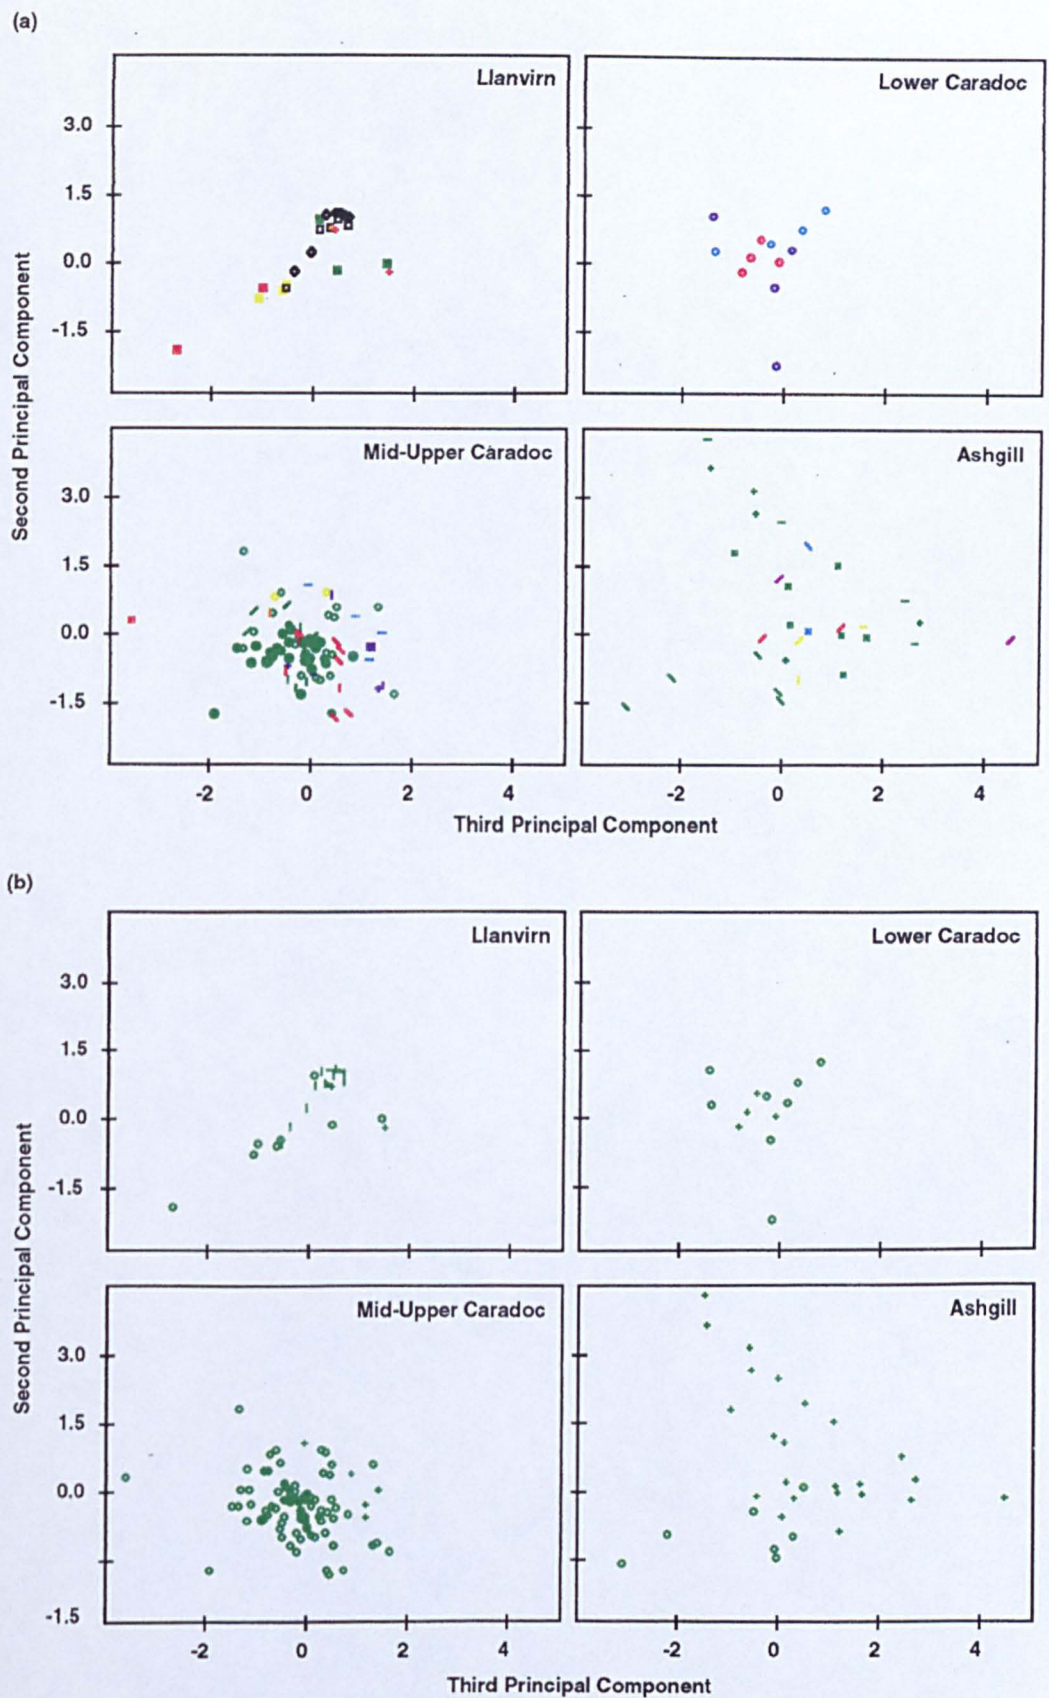 (a)
Llanvirn
Lower Caradoc
3.0
1.5
0.0
-1.5
Mid-Upper Caradoc
Ashgill
3.0
1.5
0.0
-1.5
-2 0 2 4
-2 0 2 4
Second Principal Component
Third Principal Component
(b)
Llanvirn
Lower Caradoc
3.0
1.5
0.0
-1.5
Mid-Upper Caradoc
Ashgill
3.0
1.5
0.0
-1.5
-2 0 2 4
-2 0 2 4
Second Principal Component
Third Principal Component